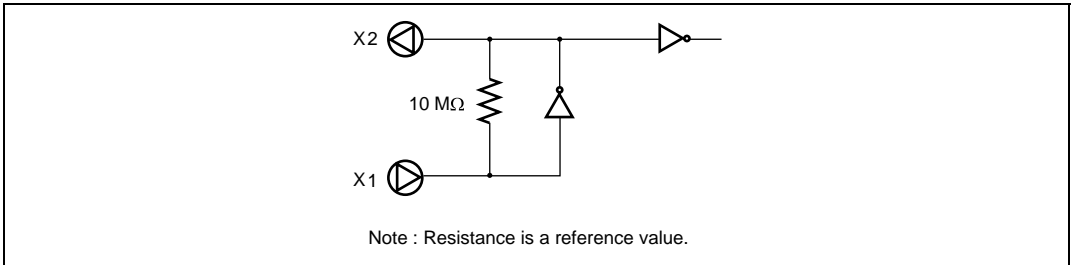 X2
10 MΩ
X1
Note : Resistance is a reference value.